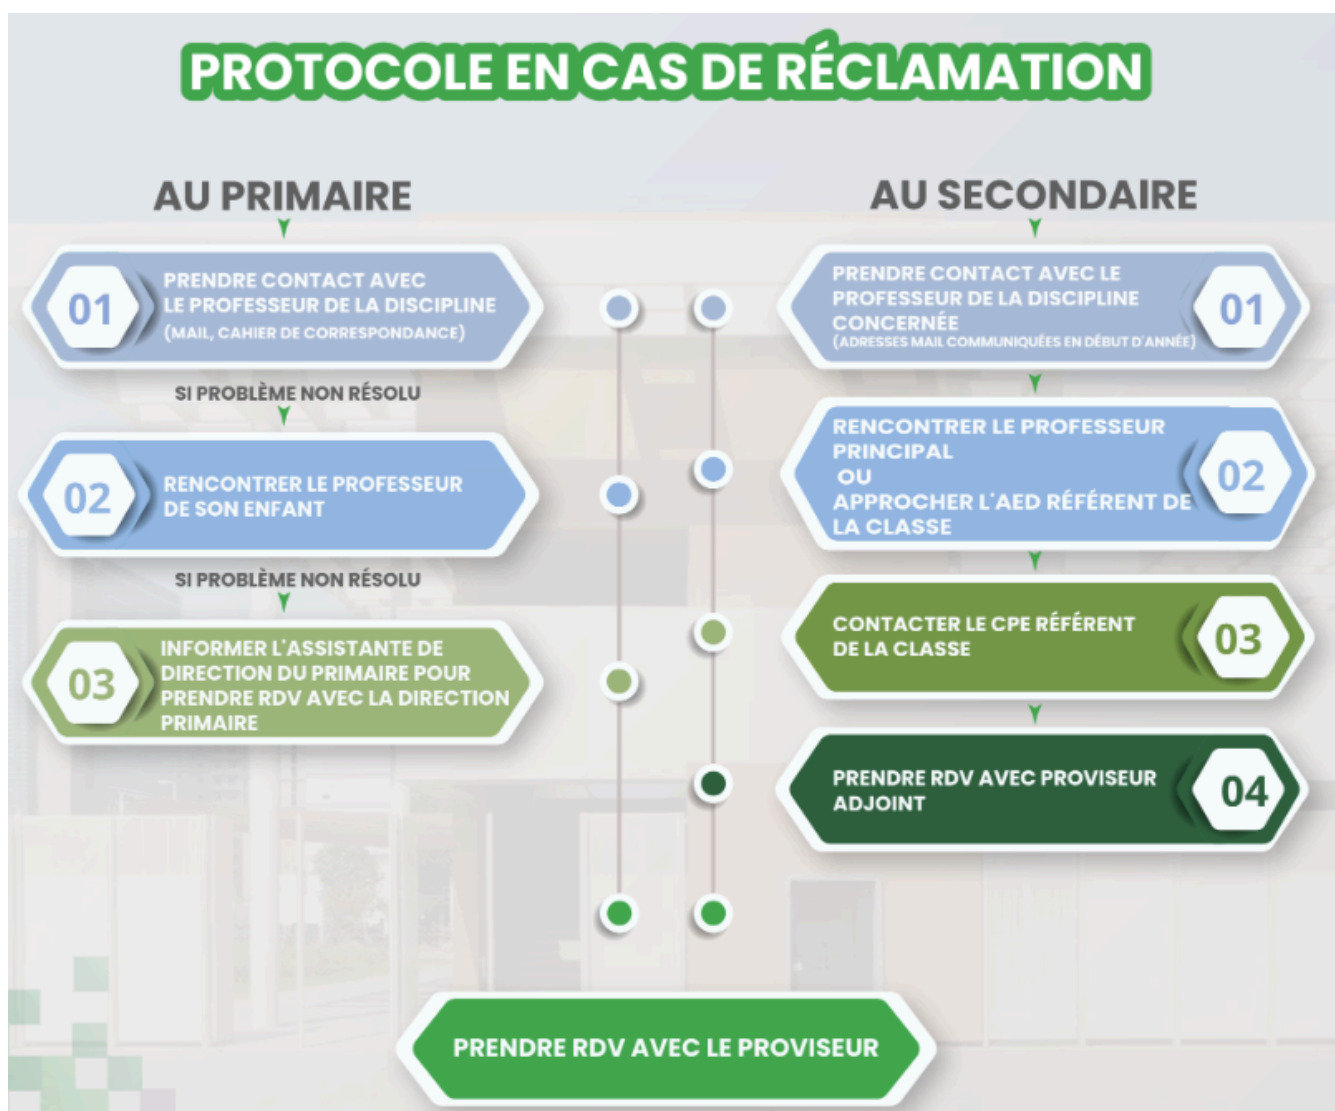 PROTOCOLE EN CAS DE RÉCLAMATION
AU PRIMAIRE
01
PRENDRE CONTACT AVEC
LE PROFESSEUR DE LA DISCIPLINE
(MAIL, CAHIER DE CORRESPONDANCE)
SI PROBLÈME NON RÉSOLU
02
RENCONTRER LE PROFESSEUR
DE SON ENFANT
SI PROBLÈME NON RÉSOLU
03
INFORMER L'ASSISTANTE DE
DIRECTION DU PRIMAIRE POUR
PRENDRE RDV AVEC LA DIRECTION
PRIMAIRE
AU SECONDAIRE
PRENDRE CONTACT AVEC LE
PROFESSEUR DE LA DISCIPLINE
CONCERNÉE
(ADRESSES MAIL COMMUNIQUÉES EN DÉBUT D'ANNÉE)
01
RENCONTRER LE PROFESSEUR
PRINCIPAL
OU
APPROCHER L'AED RÉFÉRENT DE
LA CLASSE
02
CONTACTER LE CPE RÉFÉRENT
DE LA CLASSE
03
PRENDRE RDV AVEC PROVISEUR
ADJOINT
04
PRENDRE RDV AVEC LE PROVISEUR